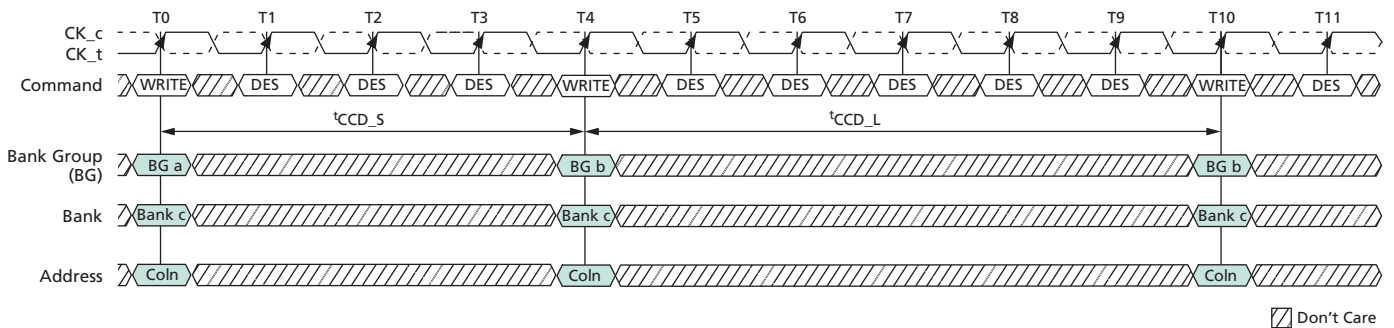 T0 T1 T2 T3 T4 T5 T6 T7 T8 T9 T10 T11
CK_c
CK_t
Command WRITE DES DES DES WRITE DES DES DES DES DES WRITE DES
tCCD_S tCCD_L
Bank Group
(BG) BG a BG b BG b
Bank Bank c Bank c Bank c
Address Coln Coln Coln
Don't Care